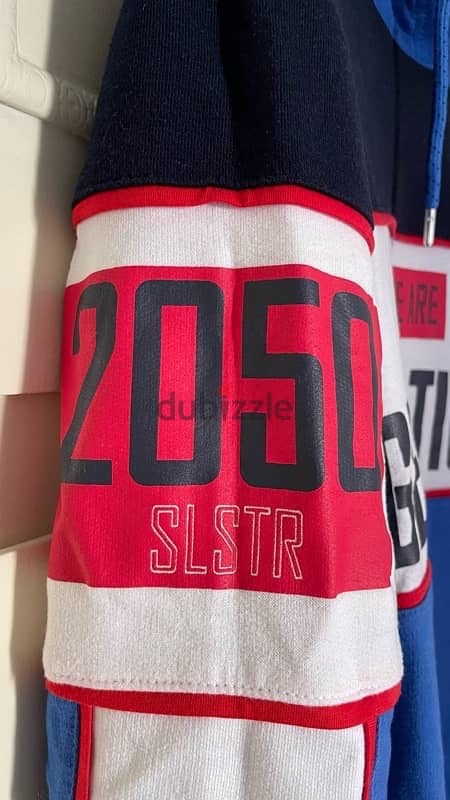 2050
SLSTR
E ARE
TI
dubizzle